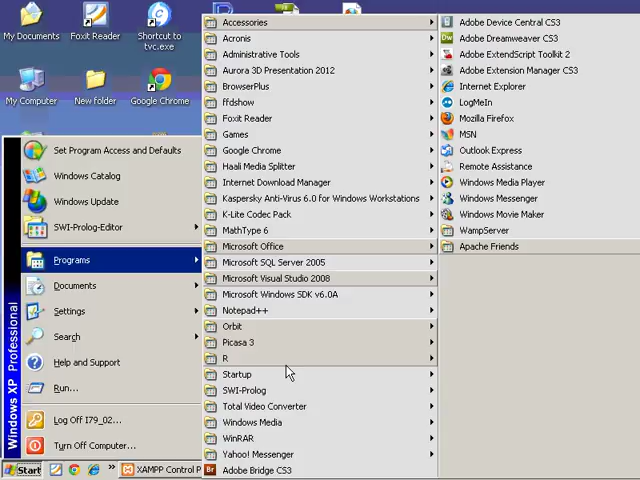 My Documents
Foxit Reader
Shortcut to
tvc.exe
My Computer
New folder
Google Chrome
Windows XP Professional
Set Program Access and Defaults
Windows Catalog
Windows Update
SWI-Prolog-Editor
Programs
Documents
Settings
Search
Help and Support
Run...
Log Off I79_02...
Turn Off Computer...
Accessories
Acronis
Administrative Tools
Aurora 3D Presentation 2012
BrowserPlus
ffdshow
Foxit Reader
Games
Google Chrome
Haali Media Splitter
Internet Download Manager
Kaspersky Anti-Virus 6.0 for Windows Workstations
K-Lite Codec Pack
MathType 6
Microsoft Office
Microsoft SQL Server 2005
Microsoft Visual Studio 2008
Microsoft Windows SDK v6.0A
Notepad++
Orbit
Picasa 3
R
Startup
SWI-Prolog
Total Video Converter
Windows Media
WinRAR
Yahoo! Messenger
Adobe Bridge CS3
Adobe Device Central CS3
Adobe Dreamweaver CS3
Adobe ExtendScript Toolkit 2
Adobe Extension Manager CS3
Internet Explorer
LogMeIn
Mozilla Firefox
MSN
Outlook Express
Remote Assistance
Windows Media Player
Windows Messenger
Windows Movie Maker
WampServer
Apache Friends
Start
XAMPP Control P